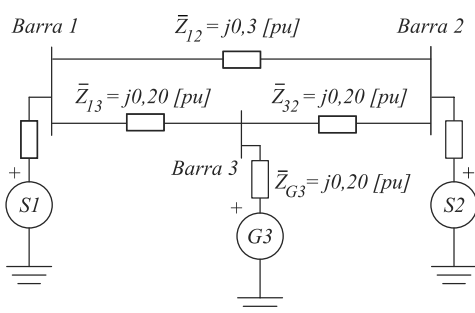 Barra 1
Z̅12 = j0,3 [pu]
Barra 2
Z̅13 = j0,20 [pu]
Z̅32 = j0,20 [pu]
Barra 3
Z̅G3 = j0,20 [pu]
+
S1
+
G3
+
S2